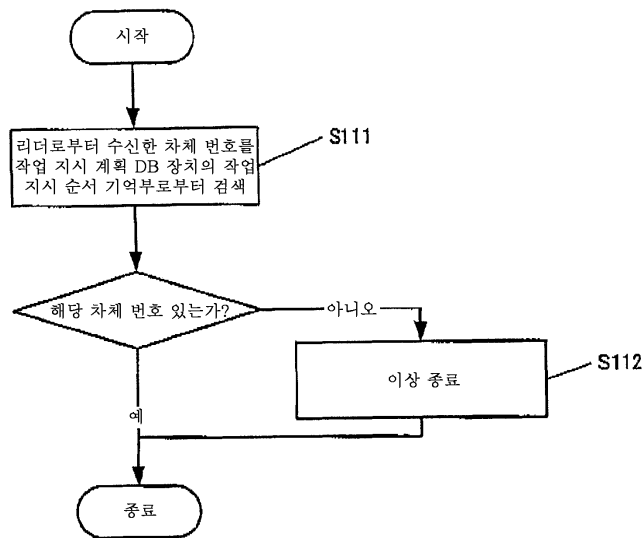 시작
리더로부터 수신한 차체 번호를
작업 지시 계획 DB 장치의 작업
지시 순서 기억부로부터 검색
S111
해당 차체 번호 있는가?
아니오
이상 종료
S112
예
종료